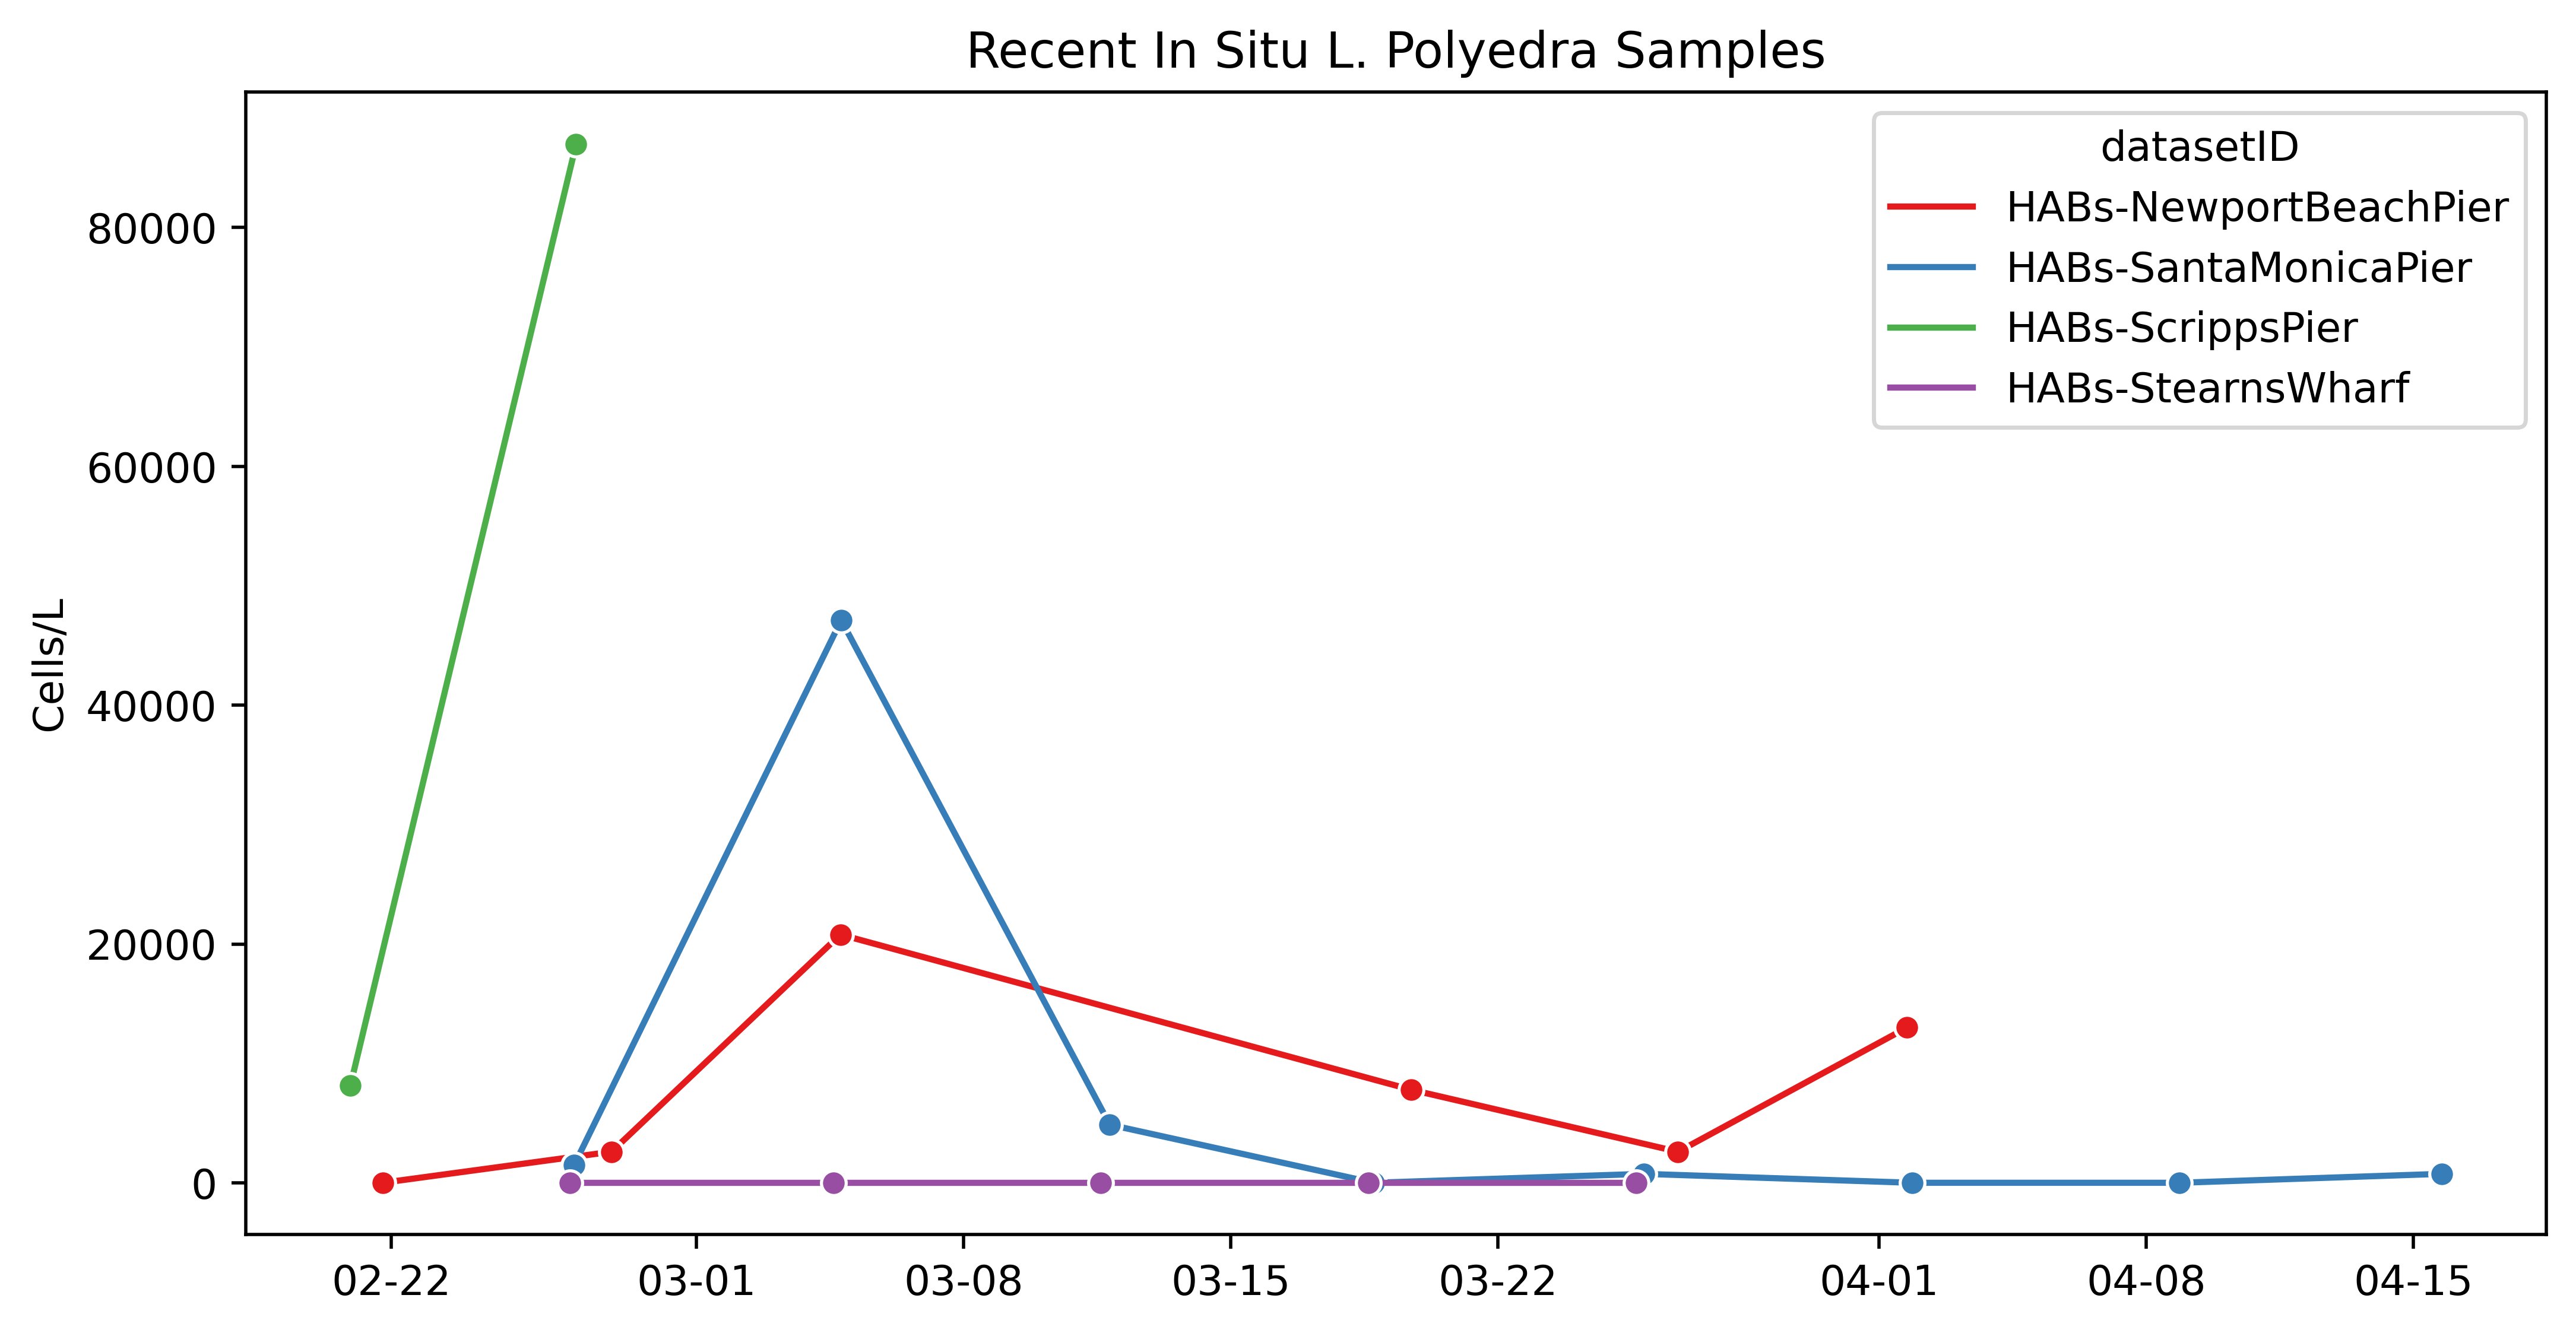 Recent In Situ L. Polyedra Samples
datasetID
HABs-NewportBeachPier
HABs-SantaMonicaPier
HABs-ScrippsPier
HABs-StearnsWharf
Cells/L
80000
60000
40000
20000
0
02-22 03-01 03-08 03-15 03-22 04-01 04-08 04-15